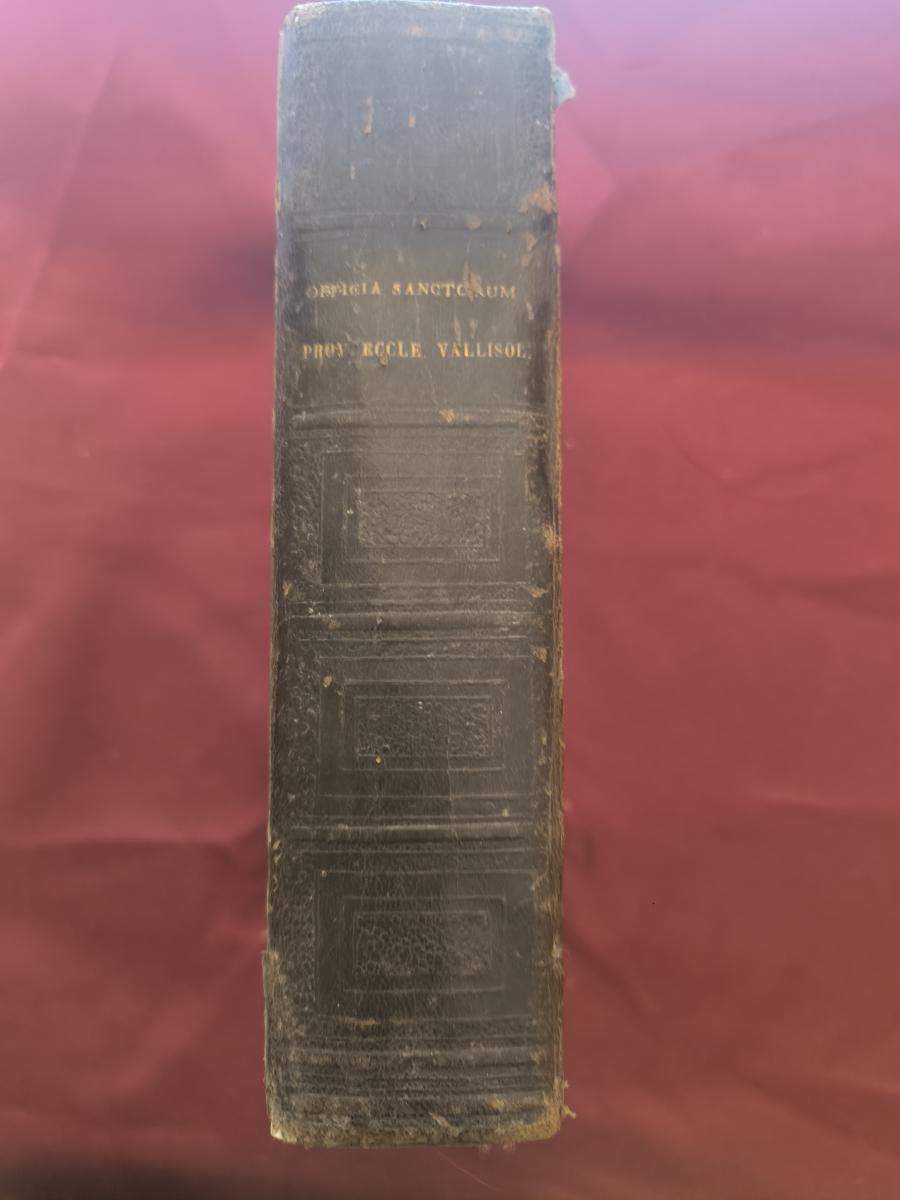 OFFICIA SANCTORUM
PROV. ECCLE. VALLISOL.